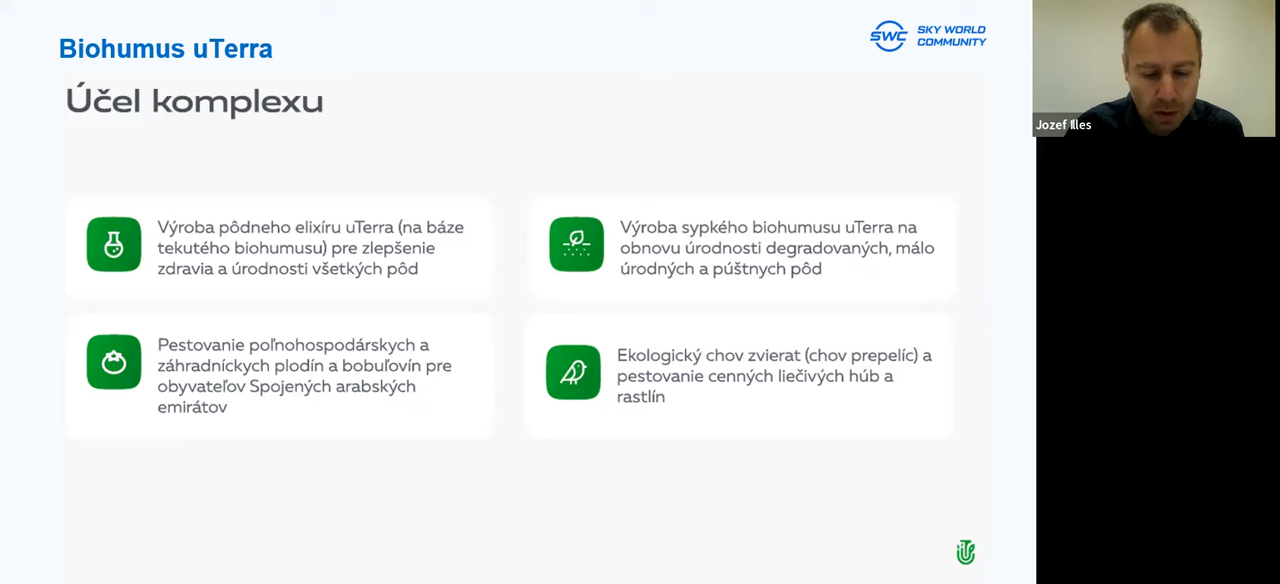 Biohumus uTerra
SWC SKY WORLD
COMMUNITY
Účel komplexu
Výroba pôdneho elixíru uTerra (na báze
tekutého biohumusu) pre zlepšenie
zdravia a úrodnosti všetkých pôd
Výroba sypkého biohumusu uTerra na
obnovu úrodnosti degradovaných, málo
úrodných a púštnych pôd
Pestovanie poľnohospodárskych a
záhradníckych plodín a bobuľovín pre
obyvateľov Spojených arabských
emirátov
Ekologický chov zvierat (chov prepelíc) a
pestovanie cenných liečivých húb a
rastlín
Jozef Illes